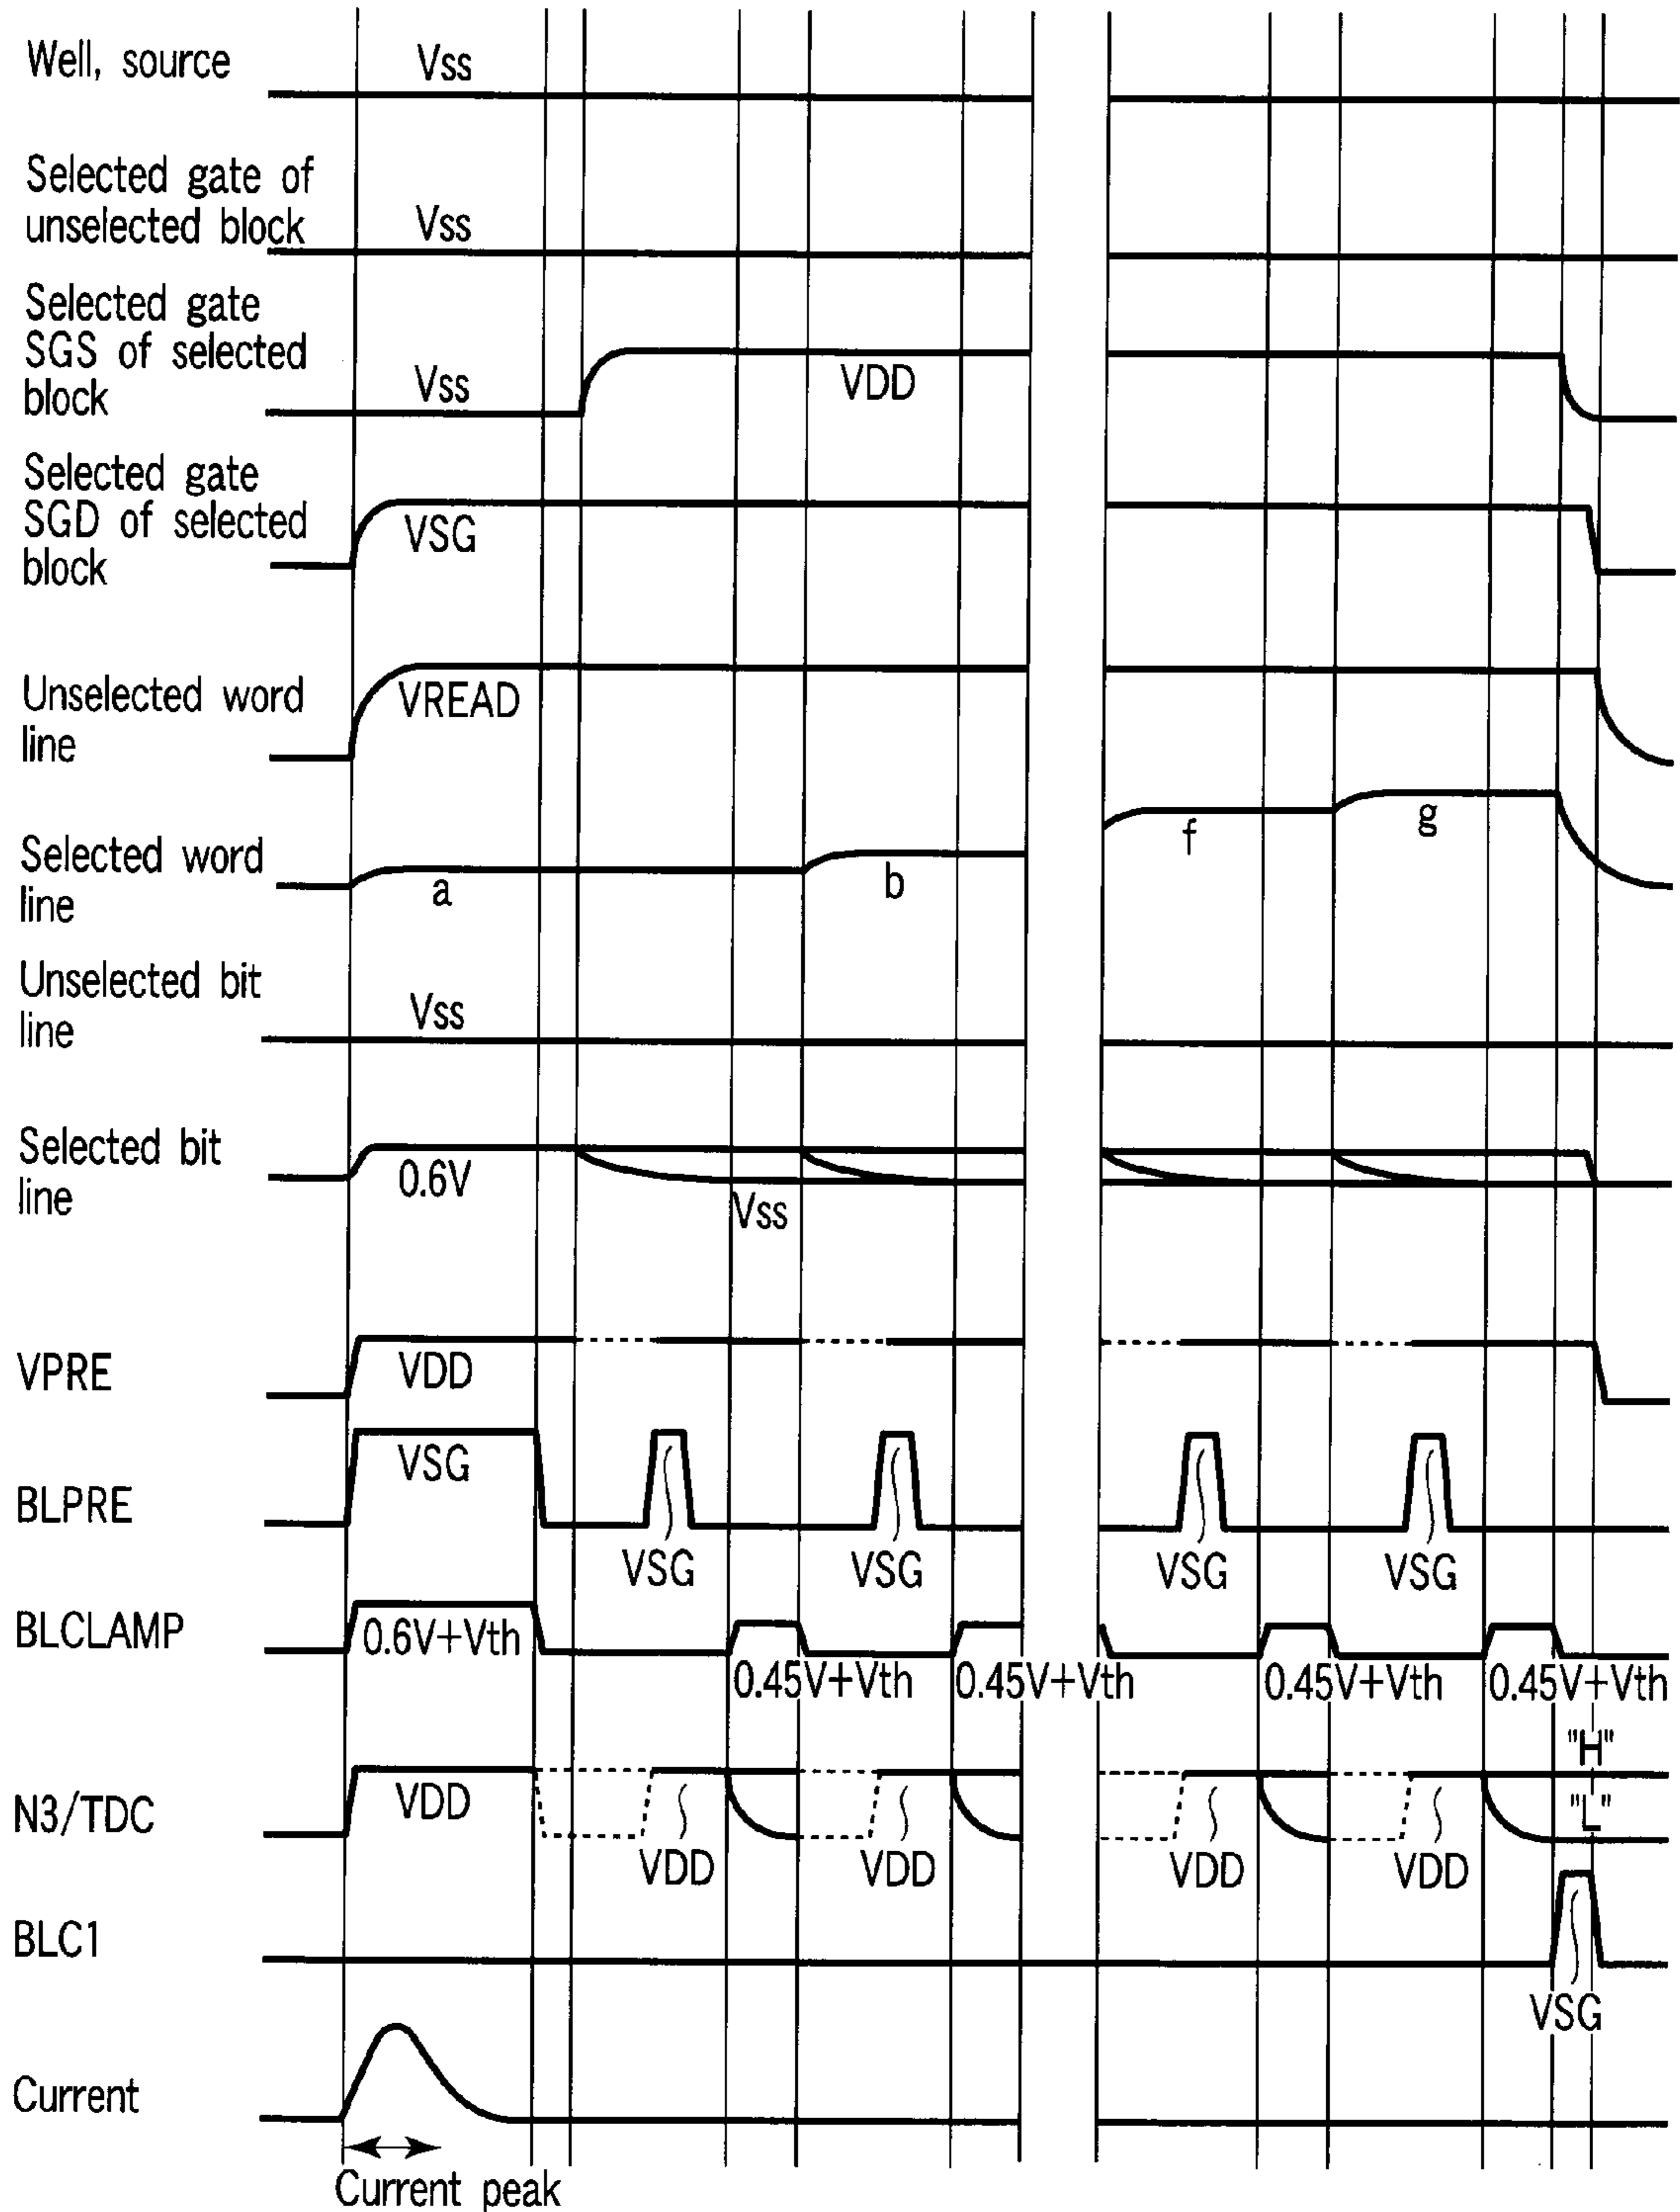 Well, source
Vss
Selected gate of
unselected block
Vss
Selected gate
SGS of selected
block
Vss
VDD
Selected gate
SGD of selected
block
VSG
Unselected word
line
VREAD
Selected word
line
a
b
f
g
Unselected bit
line
Vss
Selected bit
line
0.6V
Vss
VPRE
VDD
BLPRE
VSG
VSG
VSG
VSG
VSG
BLCLAMP
0.6V+Vth
0.45V+Vth
0.45V+Vth
0.45V+Vth
0.45V+Vth
N3/TDC
VDD
VDD
VDD
VDD
VDD
"H"
"L"
BLC1
VSG
Current
Current peak